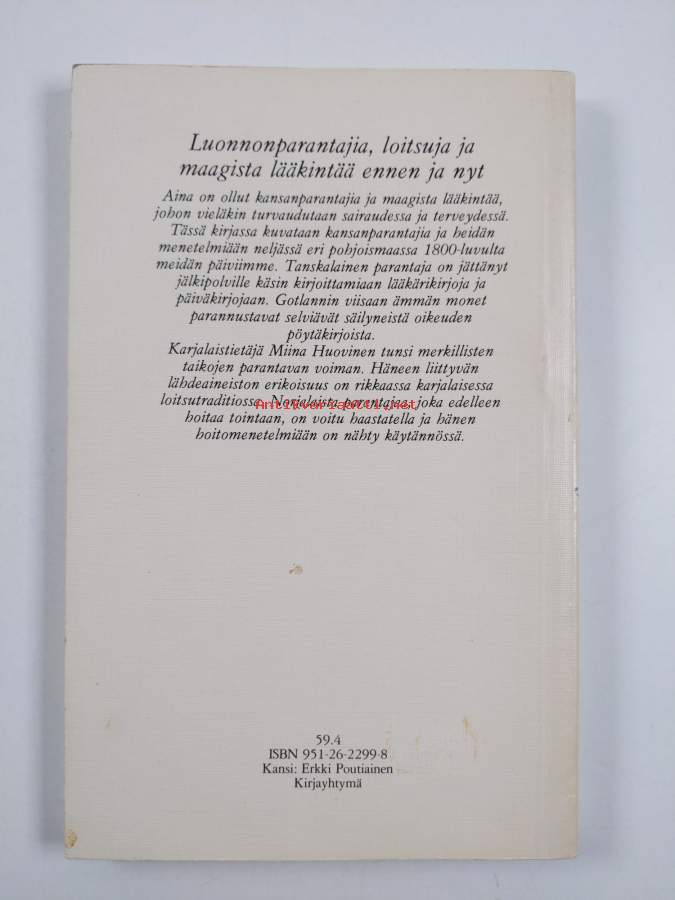 Luonnonparantajia, loitsuja ja
maagista lääkintää ennen ja nyt
Aina on ollut kansanparantajia ja maagista lääkintää,
johon vieläkin turvaudutaan sairaudessa ja terveydessä.
Tässä kirjassa kuvataan kansanparantajia ja heidän
menetelmiään neljässä eri pohjoismaassa 1800-luvulta
meidän päiviimme. Tanskalainen parantaja on jättänyt
jälkipolville käsin kirjoittamiaan lääkärikirjoja ja
päiväkirjojaan. Gotlannin viisaan ämmän monet
parannustavat selviävät säilyneistä oikeuden
pöytäkirjoista.
Karjalaistietäjä Miina Huovinen tunsi merkillisten
taikojen parantavan voiman. Häneen liittyvän
lähdeaineiston erikoisuus on rikkaassa karjalaisessa
loitsutraditiossa. Norjalaista parantajaa, joka edelleen
Antikvariaatti.net
hoitaa tointaan, on voitu haastatella ja hänen
hoitomenetelmiään on nähty käytännössä.
59.4
ISBN 951-26-2299-8
Kansi: Erkki Poutiainen
Kirjayhtymä